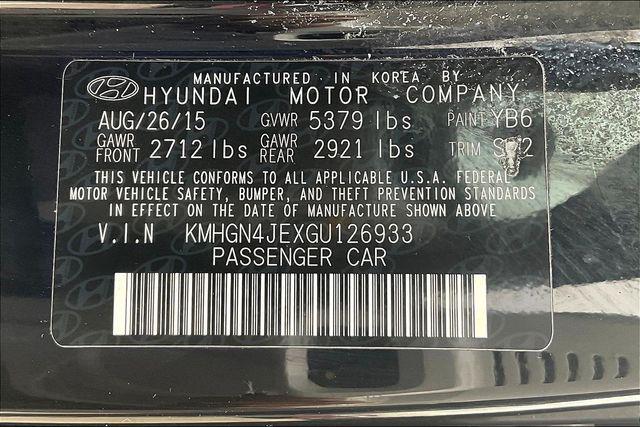 MANUFACTURED IN KOREA BY
HYUNDAI MOTOR COMPANY
AUG/26/15 GVWR 5379 lbs PAINT YB6
GAWR FRONT 2712 lbs GAWR REAR 2921 lbs TRIM
THIS VEHICLE CONFORMS TO ALL APPLICABLE U.S.A. FEDERAL
MOTOR VEHICLE SAFETY, BUMPER, AND THEFT PREVENTION STANDARDS
IN EFFECT ON THE DATE OF MANUFACTURE SHOWN ABOVE
V.I.N KMHGN4JEXGU126933
PASSENGER CAR